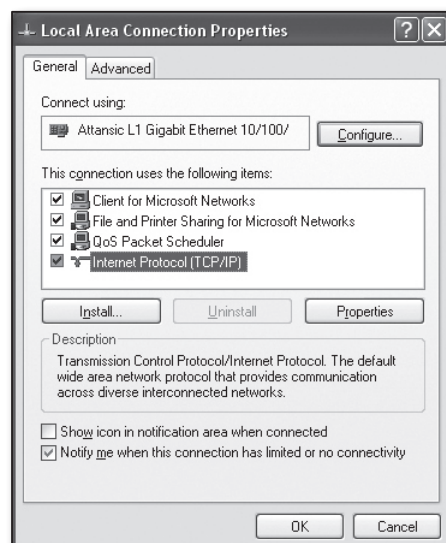 Local Area Connection Properties
General
Advanced
Connect using:
Attansic L1 Gigabit Ethernet 10/100/
Configure...
This connection uses the following items:
Client for Microsoft Networks
File and Printer Sharing for Microsoft Networks
QoS Packet Scheduler
Internet Protocol (TCP/IP)
Install...
Uninstall
Properties
Description
Transmission Control Protocol/Internet Protocol. The default
wide area network protocol that provides communication
across diverse interconnected networks.
Show icon in notification area when connected
Notify me when this connection has limited or no connectivity
OK
Cancel